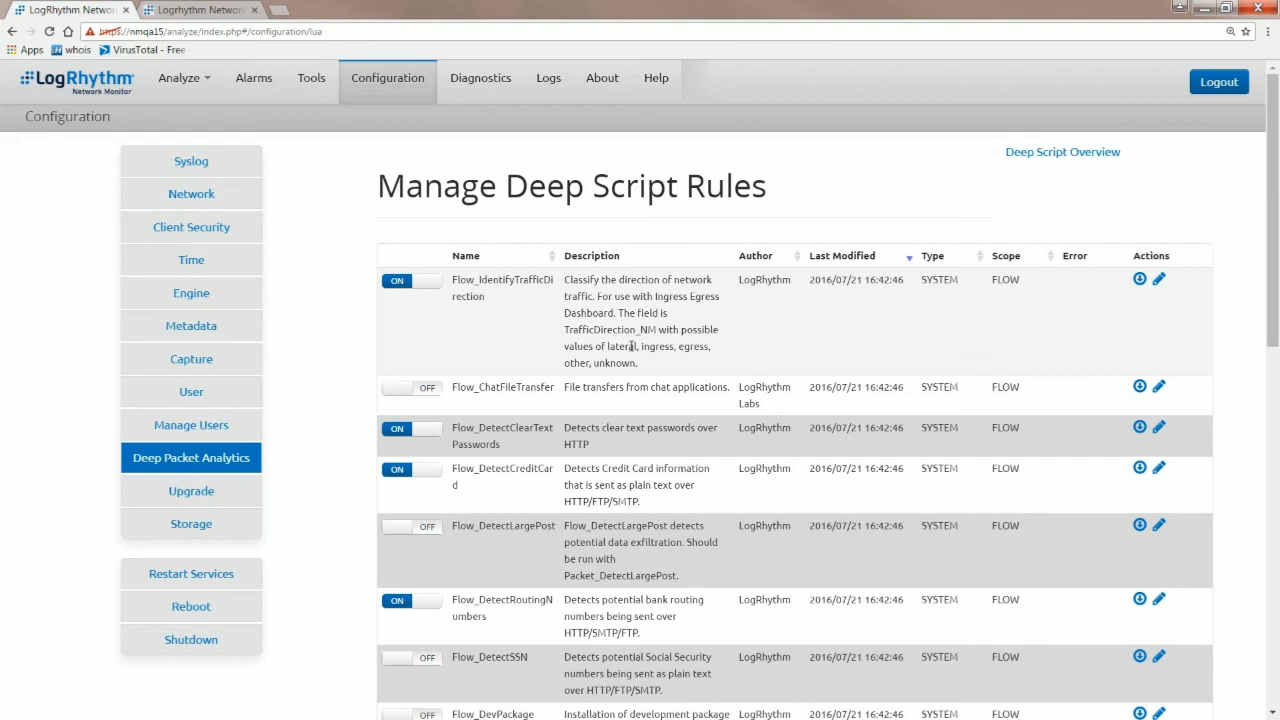 LogRhythm Network
Logrhythm Network
https://nmqa15/analyze/index.php#/configuration/lua
Apps
whois
VirusTotal - Free
LogRhythm
Network Monitor
Analyze
Alarms
Tools
Configuration
Diagnostics
Logs
About
Help
Logout
Configuration
Syslog
Network
Client Security
Time
Engine
Metadata
Capture
User
Manage Users
Deep Packet Analytics
Upgrade
Storage
Restart Services
Reboot
Shutdown
Deep Script Overview
Manage Deep Script Rules
Name Description Author Last Modified Type Scope Error Actions
ON Flow_IdentifyTrafficDi Classify the direction of network LogRhythm 2016/07/21 16:42:46 SYSTEM FLOW
rection traffic. For use with Ingress Egress
Dashboard. The field is
TrafficDirection_NM with possible
values of lateral, ingress, egress,
other, unknown.
OFF Flow_ChatFileTransfer File transfers from chat applications. LogRhythm 2016/07/21 16:42:46 SYSTEM FLOW
Labs
ON Flow_DetectClearText Detects clear text passwords over LogRhythm 2016/07/21 16:42:46 SYSTEM FLOW
Passwords HTTP
ON Flow_DetectCreditCar Detects Credit Card information LogRhythm 2016/07/21 16:42:46 SYSTEM FLOW
d that is sent as plain text over
HTTP/FTP/SMTP.
OFF Flow_DetectLargePost Flow_DetectLargePost detects LogRhythm 2016/07/21 16:42:46 SYSTEM FLOW
potential data exfiltration. Should
be run with
Packet_DetectLargePost.
ON Flow_DetectRoutingN Detects potential bank routing LogRhythm 2016/07/21 16:42:46 SYSTEM FLOW
umbers numbers being sent over
HTTP/SMTP/FTP.
OFF Flow_DetectSSN Detects potential Social Security LogRhythm 2016/07/21 16:42:46 SYSTEM FLOW
numbers being sent as plain text
over HTTP/FTP/SMTP.
OFF Flow_DevPackage Installation of development package LogRhythm 2016/07/21 16:42:46 SYSTEM FLOW